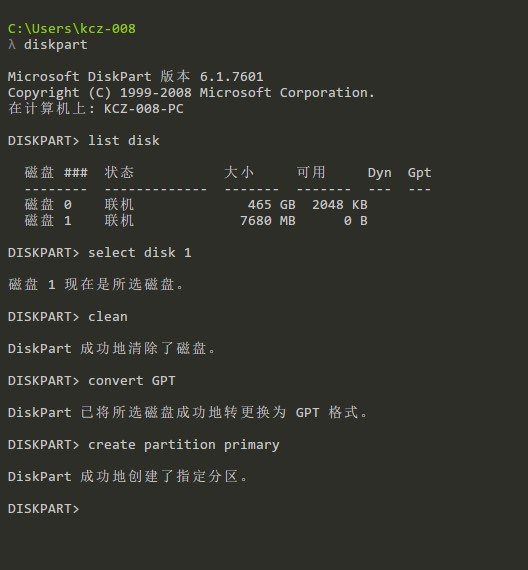 C:\Users\kcz-008
λ diskpart
Microsoft DiskPart 版本 6.1.7601
Copyright (C) 1999-2008 Microsoft Corporation.
在计算机上: KCZ-008-PC
DISKPART> list disk
磁盘 ###  状态           大小     可用     Dyn  Gpt
--------  -------------  -------  -------  ---  ---
磁盘 0    联机              465 GB  2048 KB
磁盘 1    联机             7680 MB      0 B
DISKPART> select disk 1
磁盘 1 现在是所选磁盘。
DISKPART> clean
DiskPart 成功地清除了磁盘。
DISKPART> convert GPT
DiskPart 已将所选磁盘成功地转更换为 GPT 格式。
DISKPART> create partition primary
DiskPart 成功地创建了指定分区。
DISKPART>